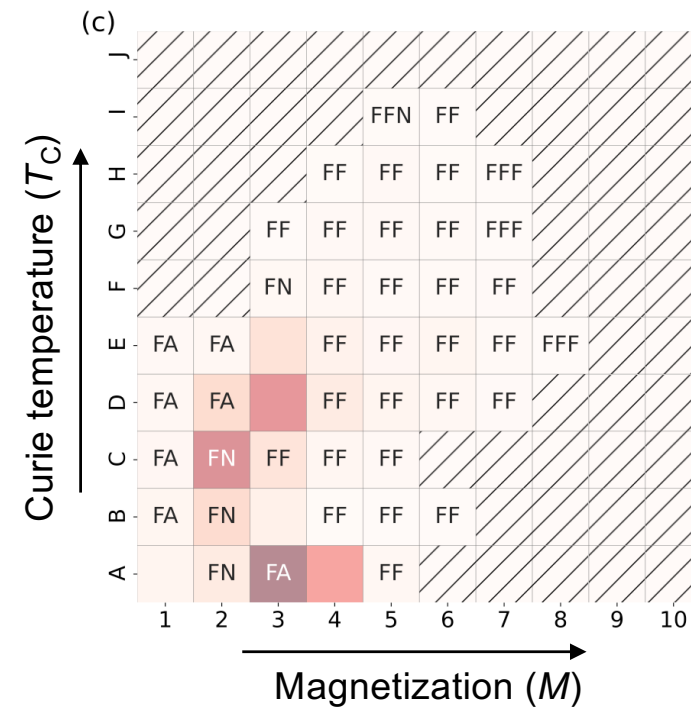 (c)
Curie temperature (TC)
J
I FFN FF
H FF FF FF FFF
G FF FF FF FF FFF
F FN FF FF FF FF
E FA FA FF FF FF FF FFF
D FA FA FF FF FF FF
C FA FN FF FF FF
B FA FN FF FF FF
A FN FA FF
1 2 3 4 5 6 7 8 9 10
Magnetization (M)